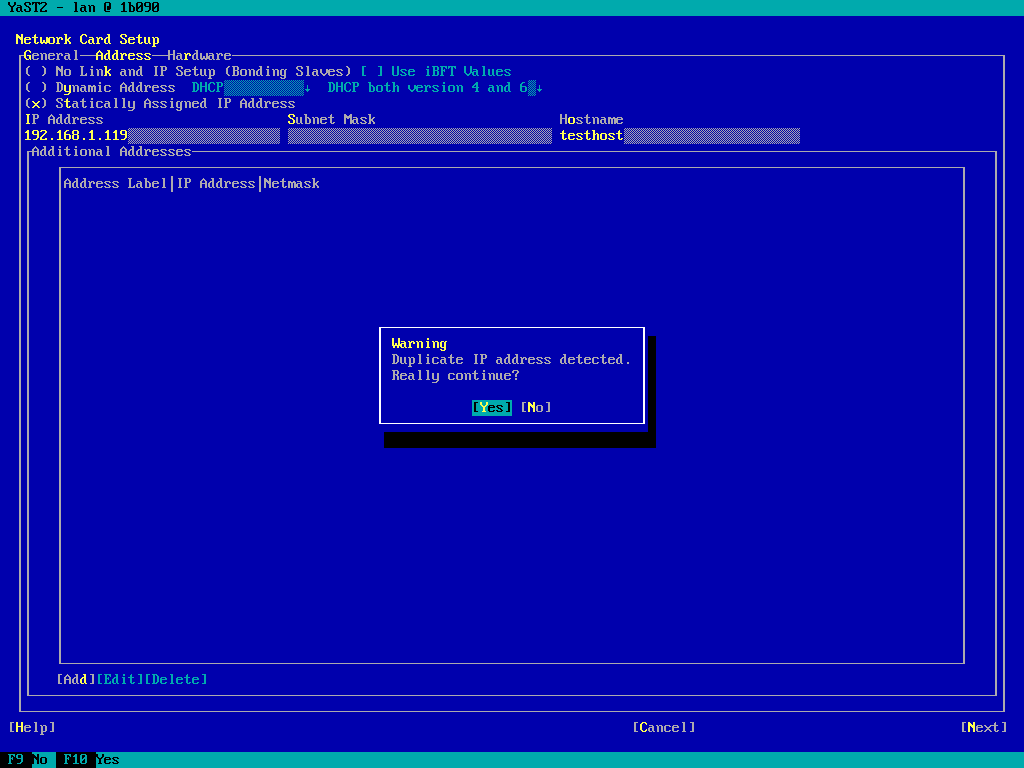 YaST2 - lan @ 1b090
Network Card Setup
General Address Hardware
( ) No Link and IP Setup (Bonding Slaves) [ ] Use iBFT Values
( ) Dynamic Address DHCP↓ DHCP both version 4 and 6↓
(x) Statically Assigned IP Address
IP Address Subnet Mask Hostname
192.168.1.119 testhost
Additional Addresses
Address Label|IP Address|Netmask
Warning
Duplicate IP address detected.
Really continue?
[Yes] [No]
[Add][Edit][Delete]
[Help] [Cancel] [Next]
F9 No F10 Yes